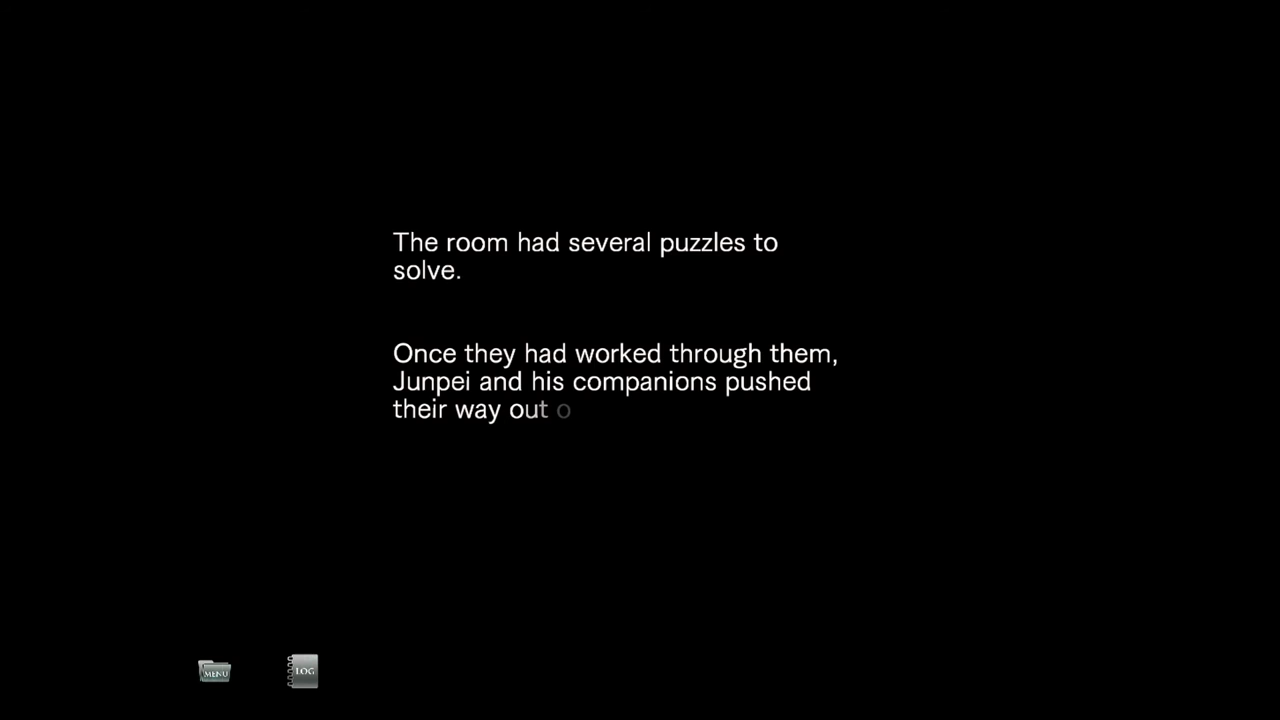 The room had several puzzles to
solve.
Once they had worked through them,
Junpei and his companions pushed
their way out o
MENU
LOG